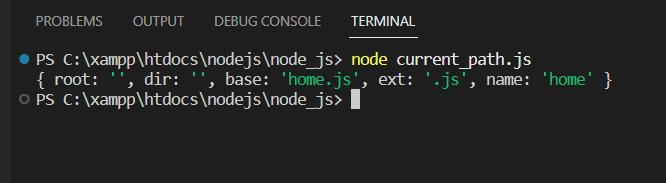 PROBLEMS OUTPUT DEBUG CONSOLE TERMINAL
PS C:\xampp\htdocs\nodejs\node_js> node current_path.js
{ root: '', dir: '', base: 'home.js', ext: '.js', name: 'home' }
PS C:\xampp\htdocs\nodejs\node_js>